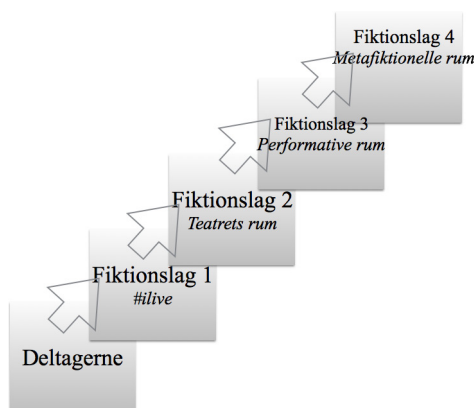 Fiktionslag 4
Metafiktionelle rum
Fiktionslag 3
Performative rum
Fiktionslag 2
Teatrets rum
Fiktionslag 1
#ilive
Deltagerne